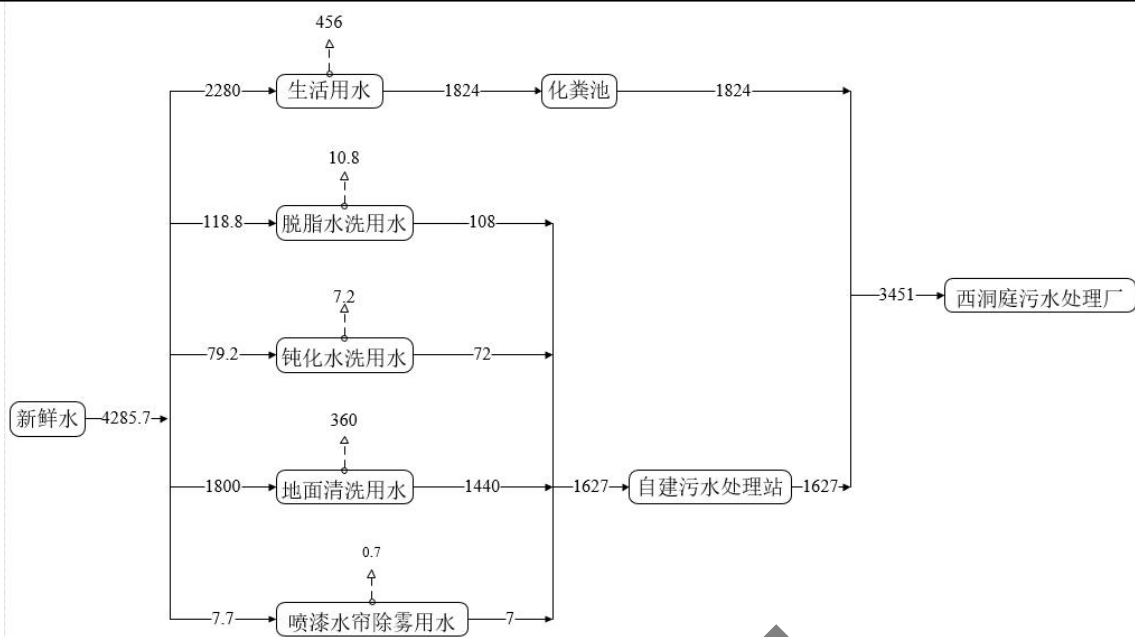 456
2280
生活用水
1824
化粪池
1824
10.8
118.8
脱脂水洗用水
108
7.2
79.2
钝化水洗用水
72
3451
西洞庭污水处理厂
新鲜水
4285.7
360
1800
地面清洗用水
1440
1627
自建污水处理站
1627
0.7
7.7
喷漆水帘除雾用水
7